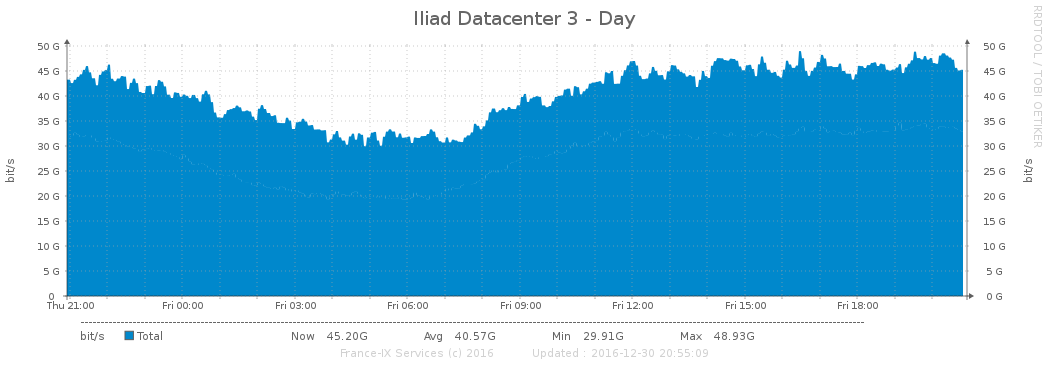 Iliad Datacenter 3 - Day
RRDTOOL / TOBI OETIKER
50 G 50 G
45 G 45 G
40 G 40 G
35 G 35 G
30 G 30 G
25 G 25 G
20 G 20 G
15 G 15 G
10 G 10 G
5 G 5 G
0 0 G
bit/s bit/s
Thu 21:00 Fri 00:00 Fri 03:00 Fri 06:00 Fri 09:00 Fri 12:00 Fri 15:00 Fri 18:00
bit/s Total Now 45.20G Avg 40.57G Min 29.91G Max 48.93G
France-IX Services (c) 2016 Updated : 2016-12-30 20:55:09